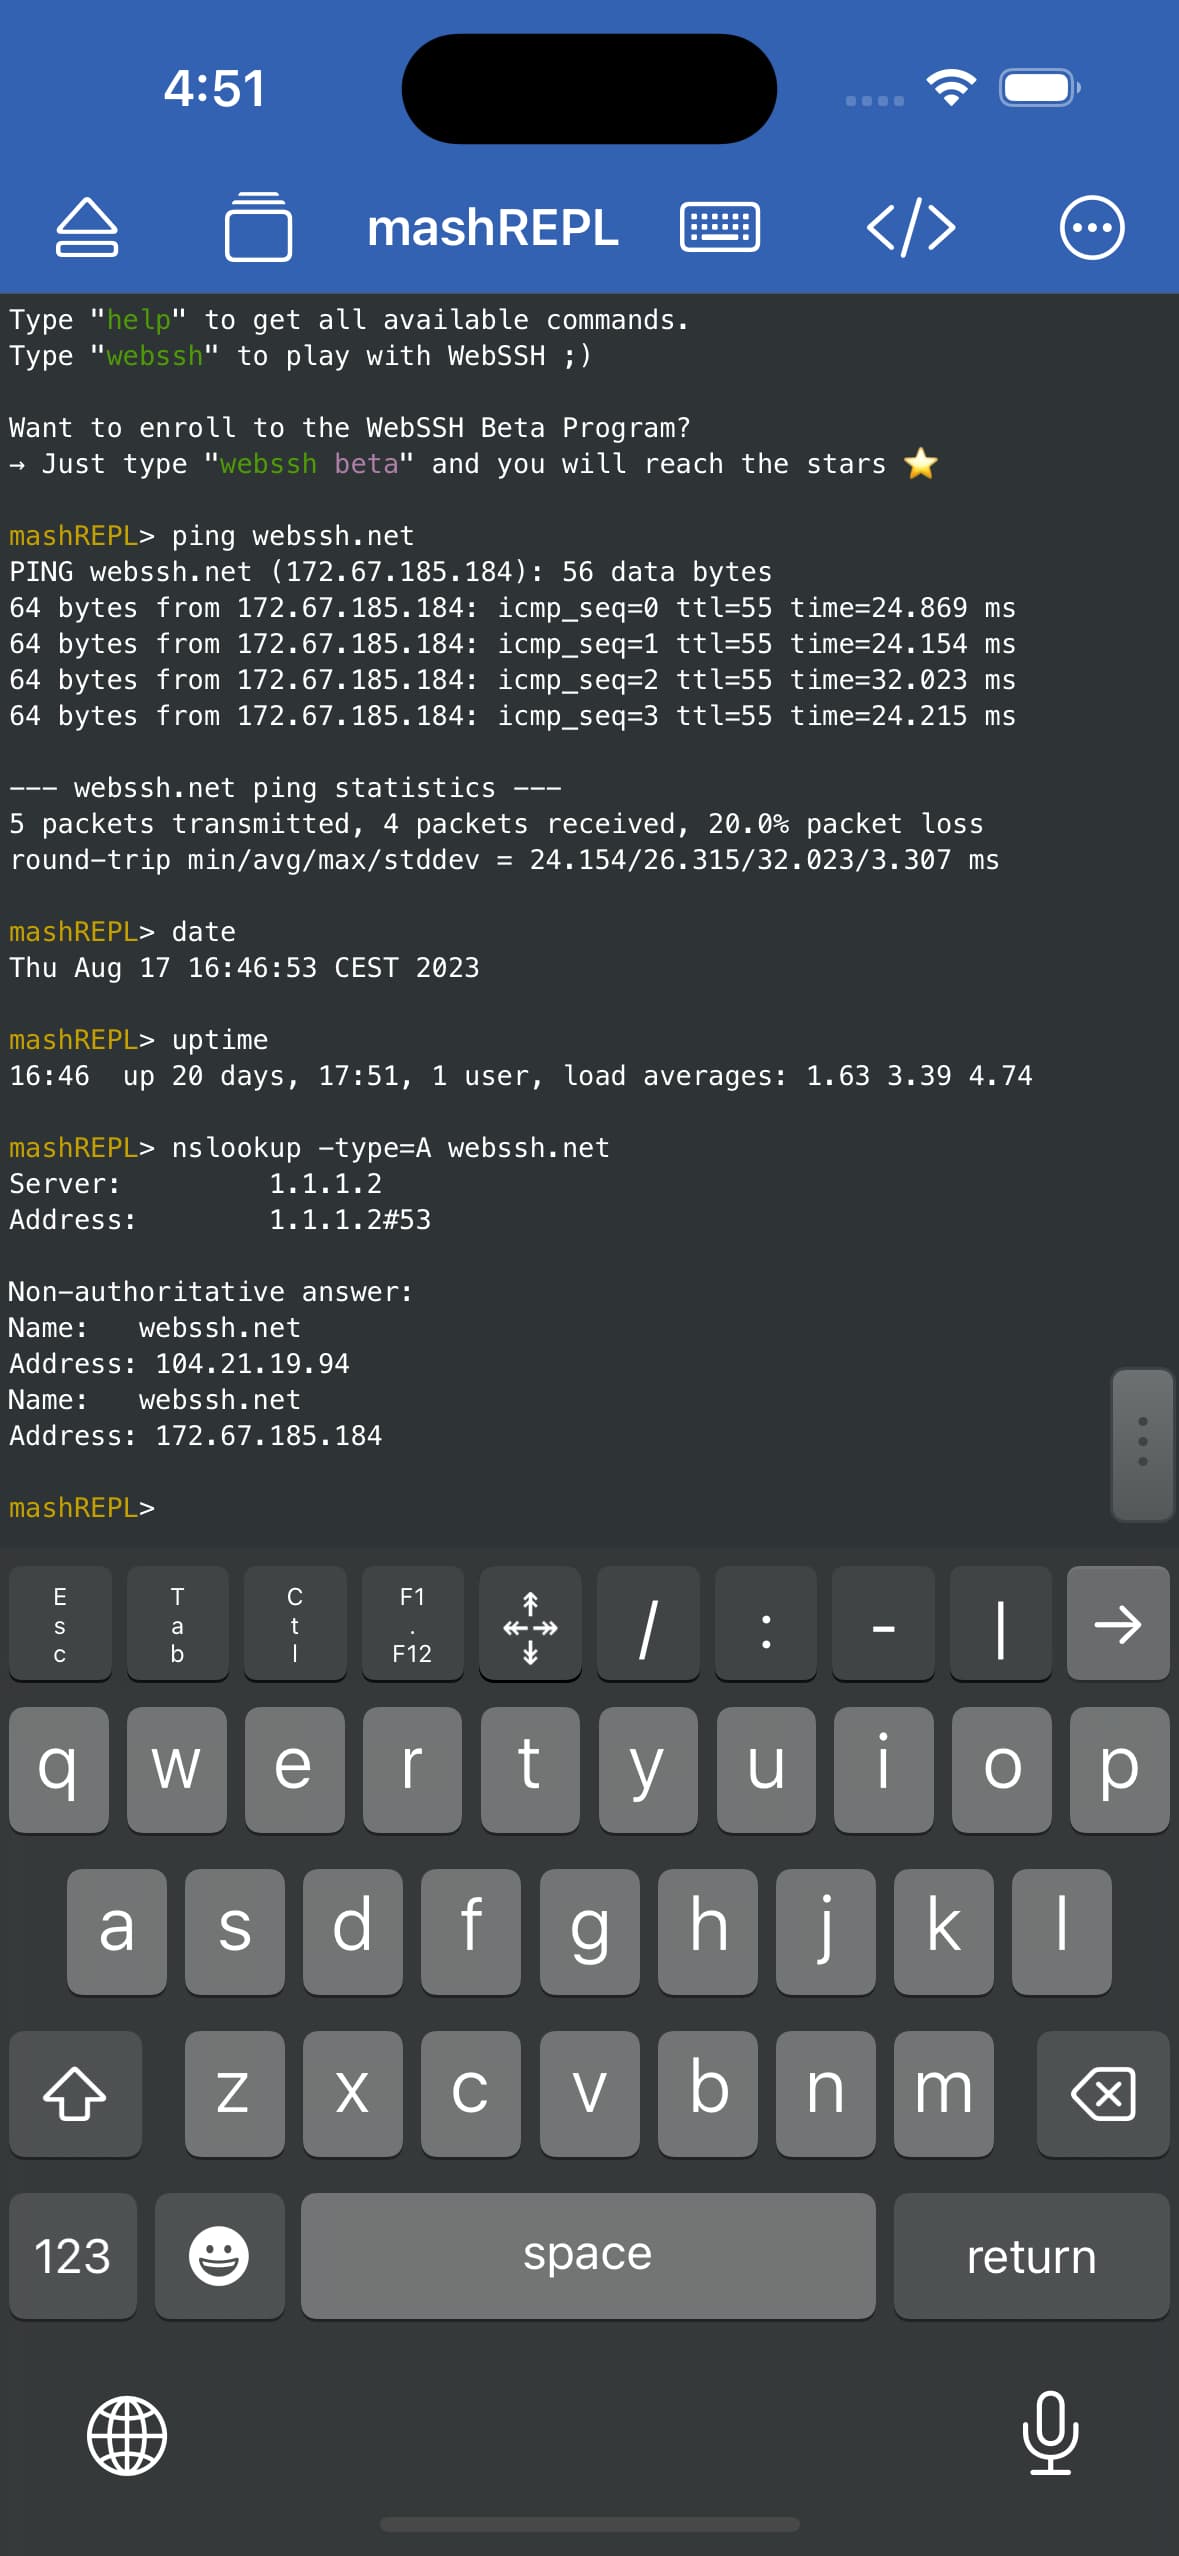 4:51
mashREPL
Type "help" to get all available commands.
Type "webssh" to play with WebSSH ;)
Want to enroll to the WebSSH Beta Program?
→ Just type "webssh beta" and you will reach the stars ⭐
mashREPL> ping webssh.net
PING webssh.net (172.67.185.184): 56 data bytes
64 bytes from 172.67.185.184: icmp_seq=0 ttl=55 time=24.869 ms
64 bytes from 172.67.185.184: icmp_seq=1 ttl=55 time=24.154 ms
64 bytes from 172.67.185.184: icmp_seq=2 ttl=55 time=32.023 ms
64 bytes from 172.67.185.184: icmp_seq=3 ttl=55 time=24.215 ms
--- webssh.net ping statistics ---
5 packets transmitted, 4 packets received, 20.0% packet loss
round-trip min/avg/max/stddev = 24.154/26.315/32.023/3.307 ms
mashREPL> date
Thu Aug 17 16:46:53 CEST 2023
mashREPL> uptime
16:46  up 20 days, 17:51, 1 user, load averages: 1.63 3.39 4.74
mashREPL> nslookup -type=A webssh.net
Server:         1.1.1.2
Address:        1.1.1.2#53
Non-authoritative answer:
Name:   webssh.net
Address: 104.21.19.94
Name:   webssh.net
Address: 172.67.185.184
mashREPL>
Esc Tab Ctl F1.F12 / : - | →
q w e r t y u i o p
a s d f g h j k l
z x c v b n m
123 space return